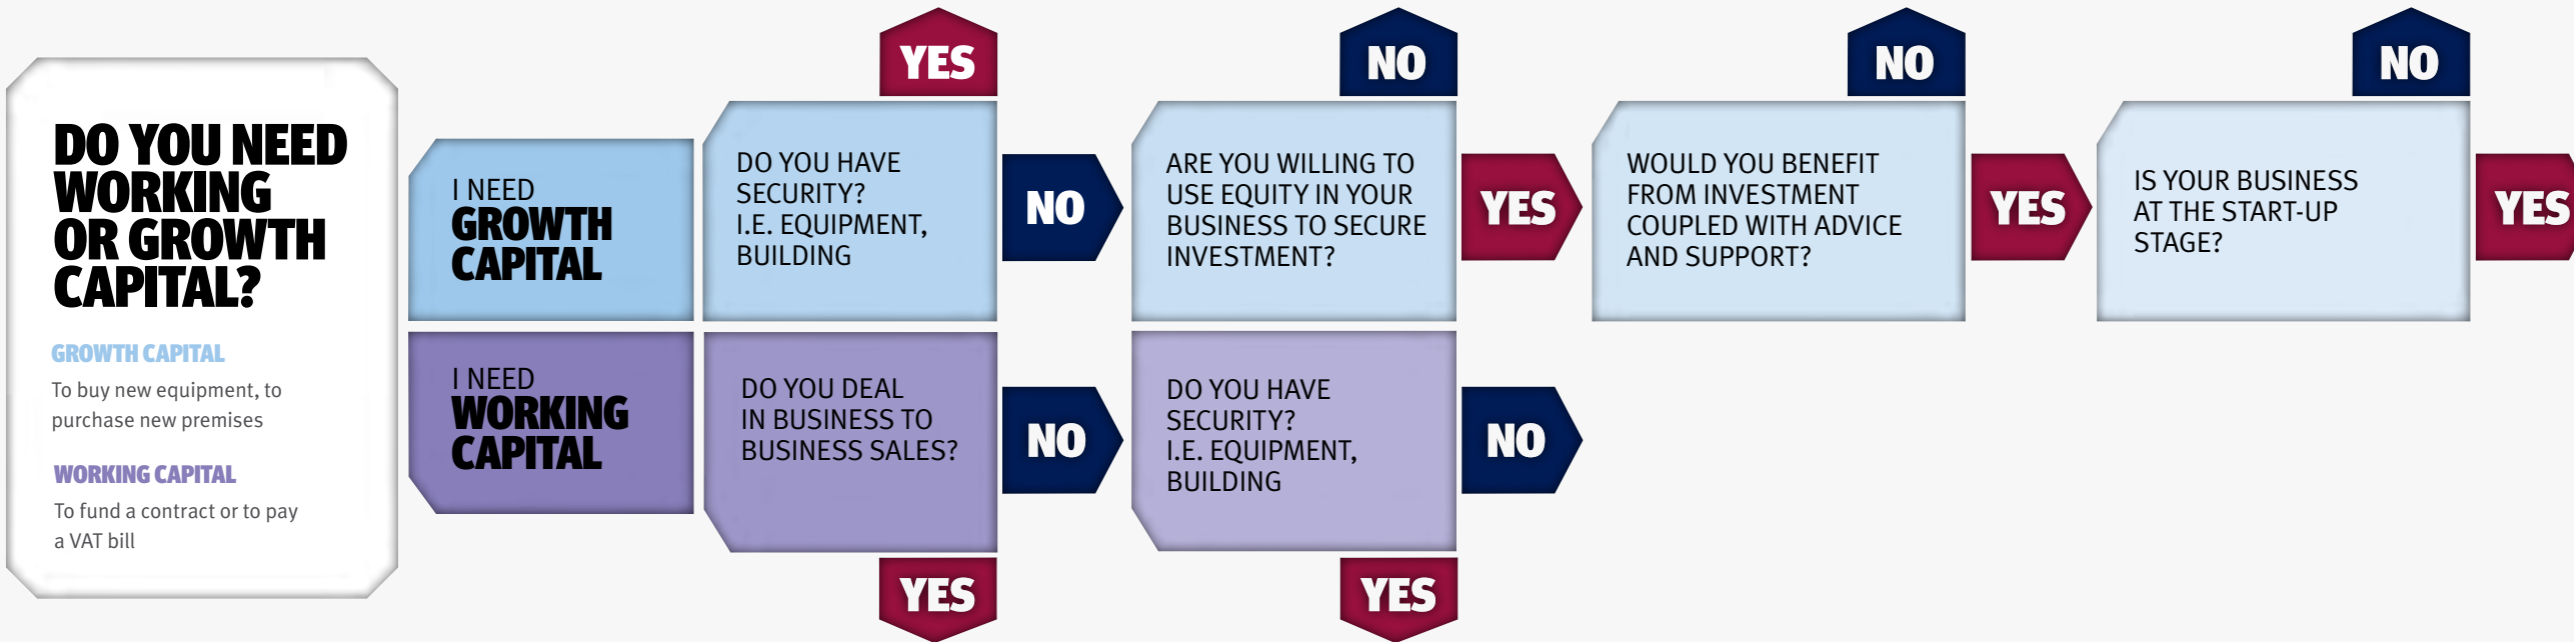 DO YOU NEED
WORKING
OR GROWTH
CAPITAL?
GROWTH CAPITAL
To buy new equipment, to
purchase new premises
WORKING CAPITAL
To fund a contract or to pay
a VAT bill
I NEED
GROWTH
CAPITAL
YES
DO YOU HAVE
SECURITY?
I.E. EQUIPMENT,
BUILDING
NO
NO
ARE YOU WILLING TO
USE EQUITY IN YOUR
BUSINESS TO SECURE
INVESTMENT?
YES
NO
WOULD YOU BENEFIT
FROM INVESTMENT
COUPLED WITH ADVICE
AND SUPPORT?
YES
NO
IS YOUR BUSINESS
AT THE START-UP
STAGE?
YES
I NEED
WORKING
CAPITAL
DO YOU DEAL
IN BUSINESS TO
BUSINESS SALES?
NO
YES
DO YOU HAVE
SECURITY?
I.E. EQUIPMENT,
BUILDING
NO
YES